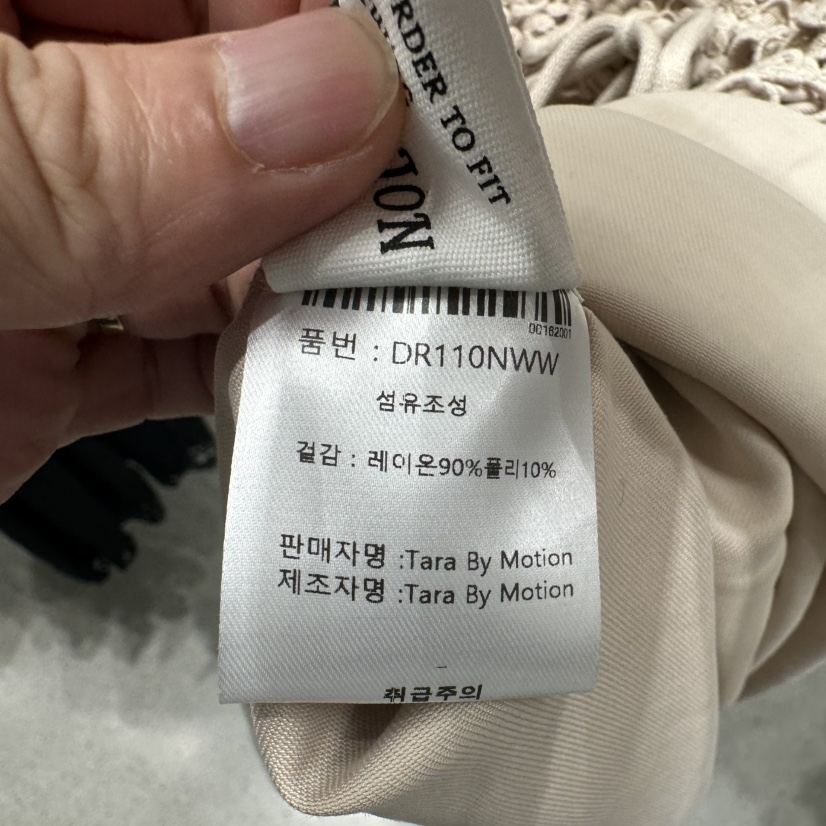 RDER TO FIT
ION
00162001
품번 : DR110NWW
섬유조성
겉감 : 레이온90%폴리10%
판매자명 :Tara By Motion
제조자명 :Tara By Motion
취급주의